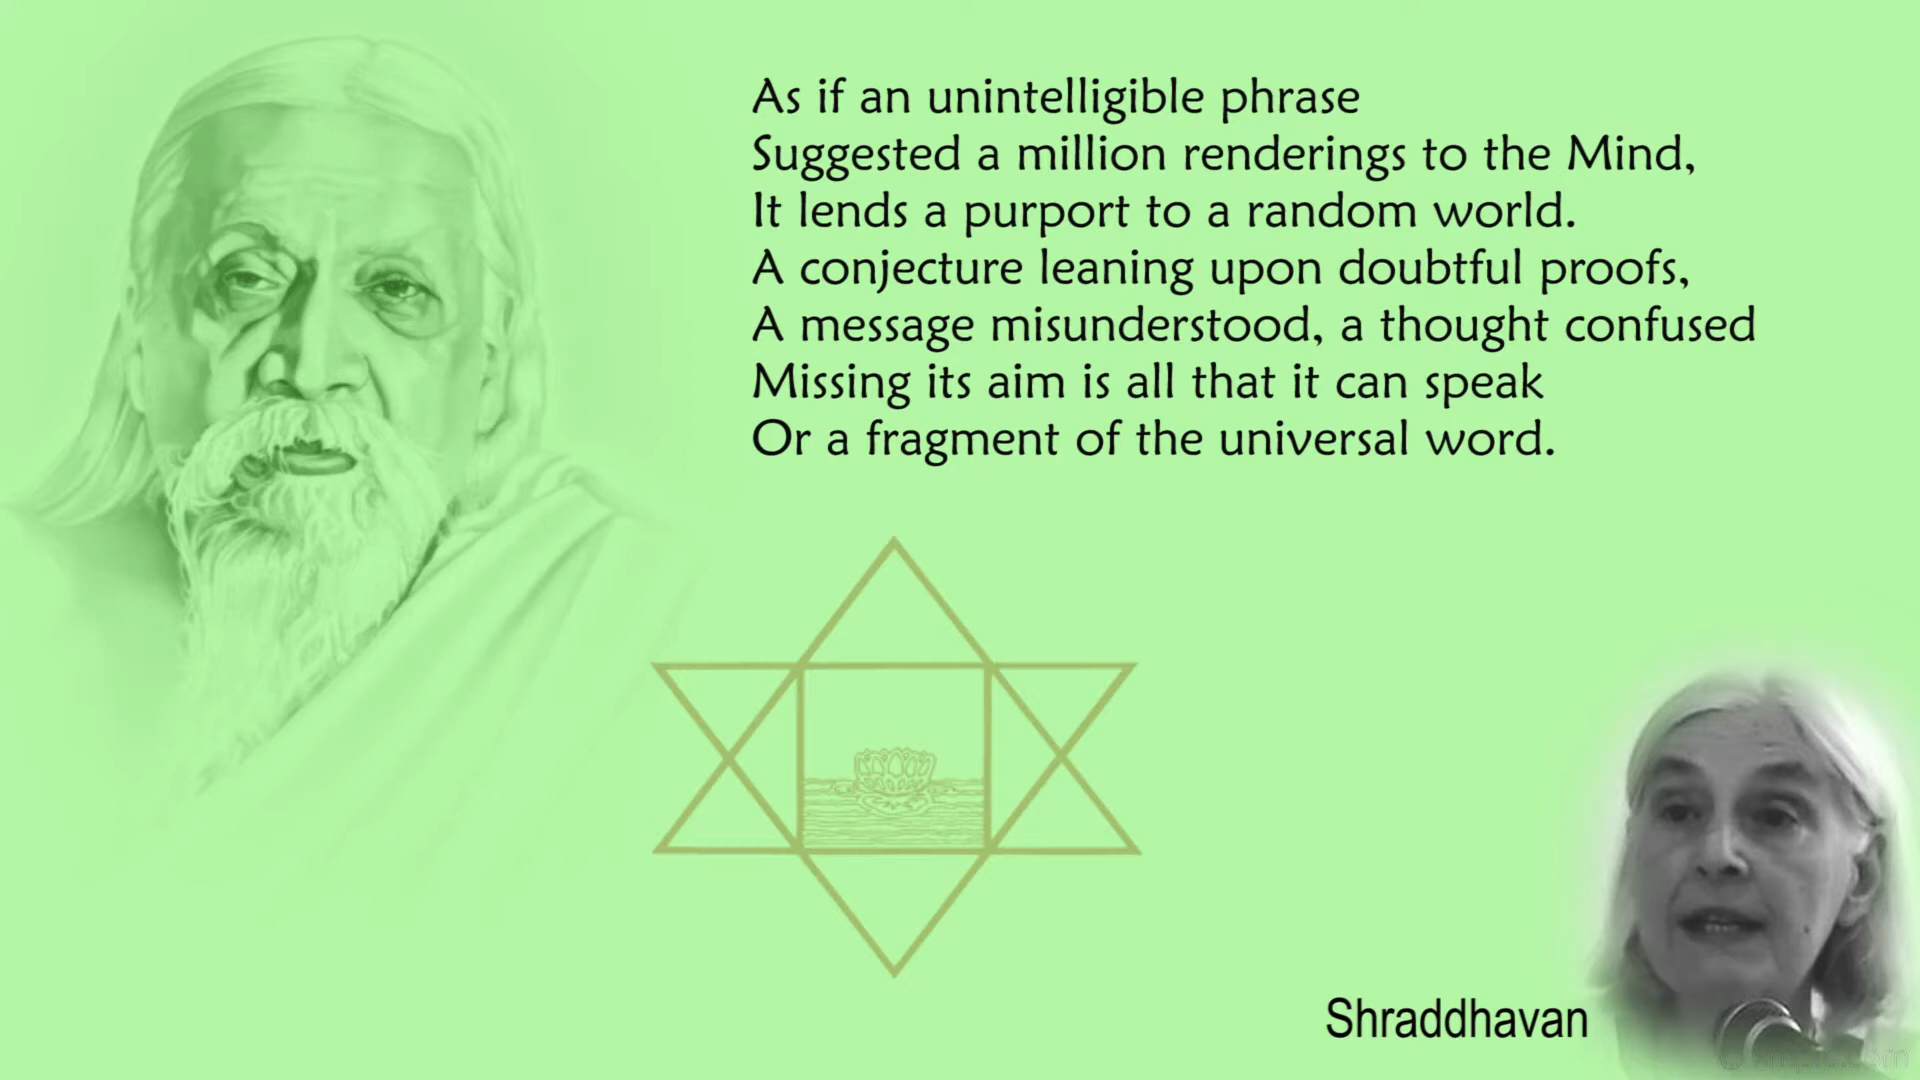 As if an unintelligible phrase
Suggested a million renderings to the Mind,
It lends a purport to a random world.
A conjecture leaning upon doubtful proofs,
A message misunderstood, a thought confused
Missing its aim is all that it can speak
Or a fragment of the universal word.
Shraddhavan